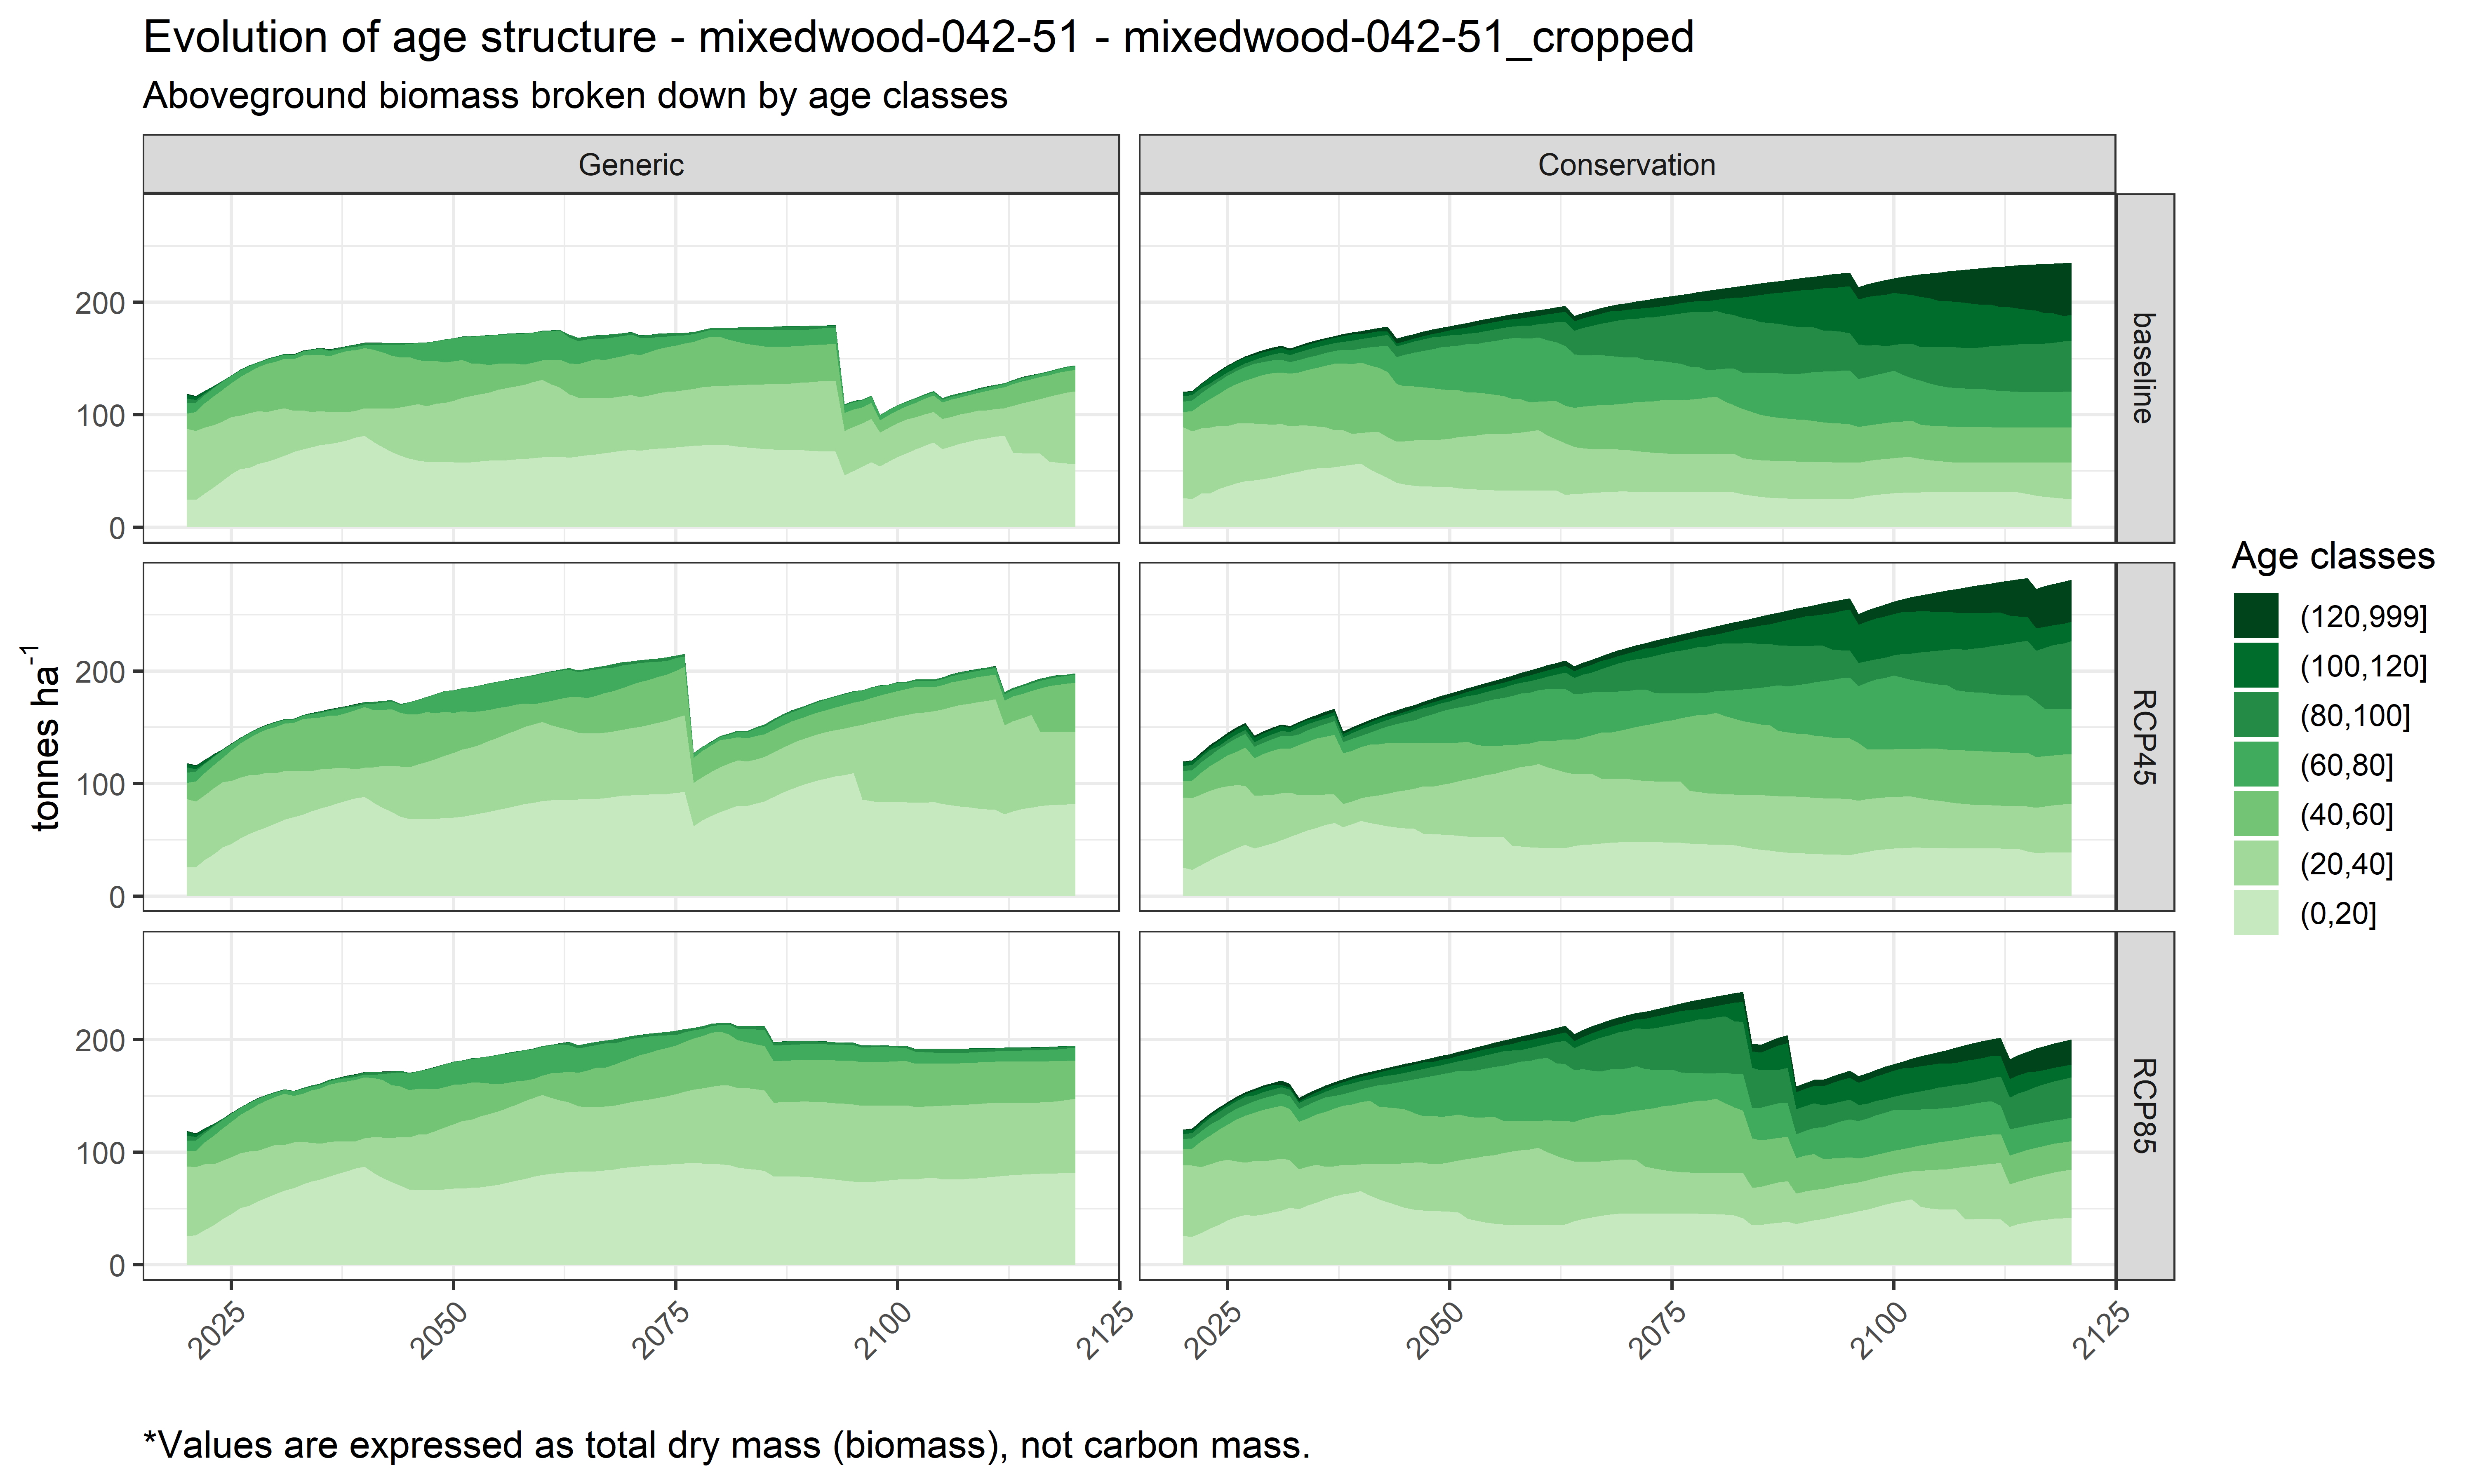 Evolution of age structure - mixedwood-042-51 - mixedwood-042-51_cropped
Aboveground biomass broken down by age classes
Generic
Conservation
200
100
0
baseline
tonnes ha-1
200
100
0
RCP45
200
100
0
RCP85
2025
2050
2075
2100
2125
2025
2050
2075
2100
2125
Age classes
(120,999]
(100,120]
(80,100]
(60,80]
(40,60]
(20,40]
(0,20]
*Values are expressed as total dry mass (biomass), not carbon mass.